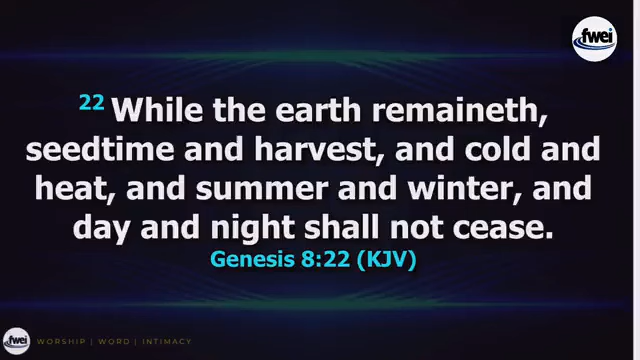 fwei
22 While the earth remaineth,
seedtime and harvest, and cold and
heat, and summer and winter, and
day and night shall not cease.
Genesis 8:22 (KJV)
fwei
WORSHIP | WORD | INTIMACY